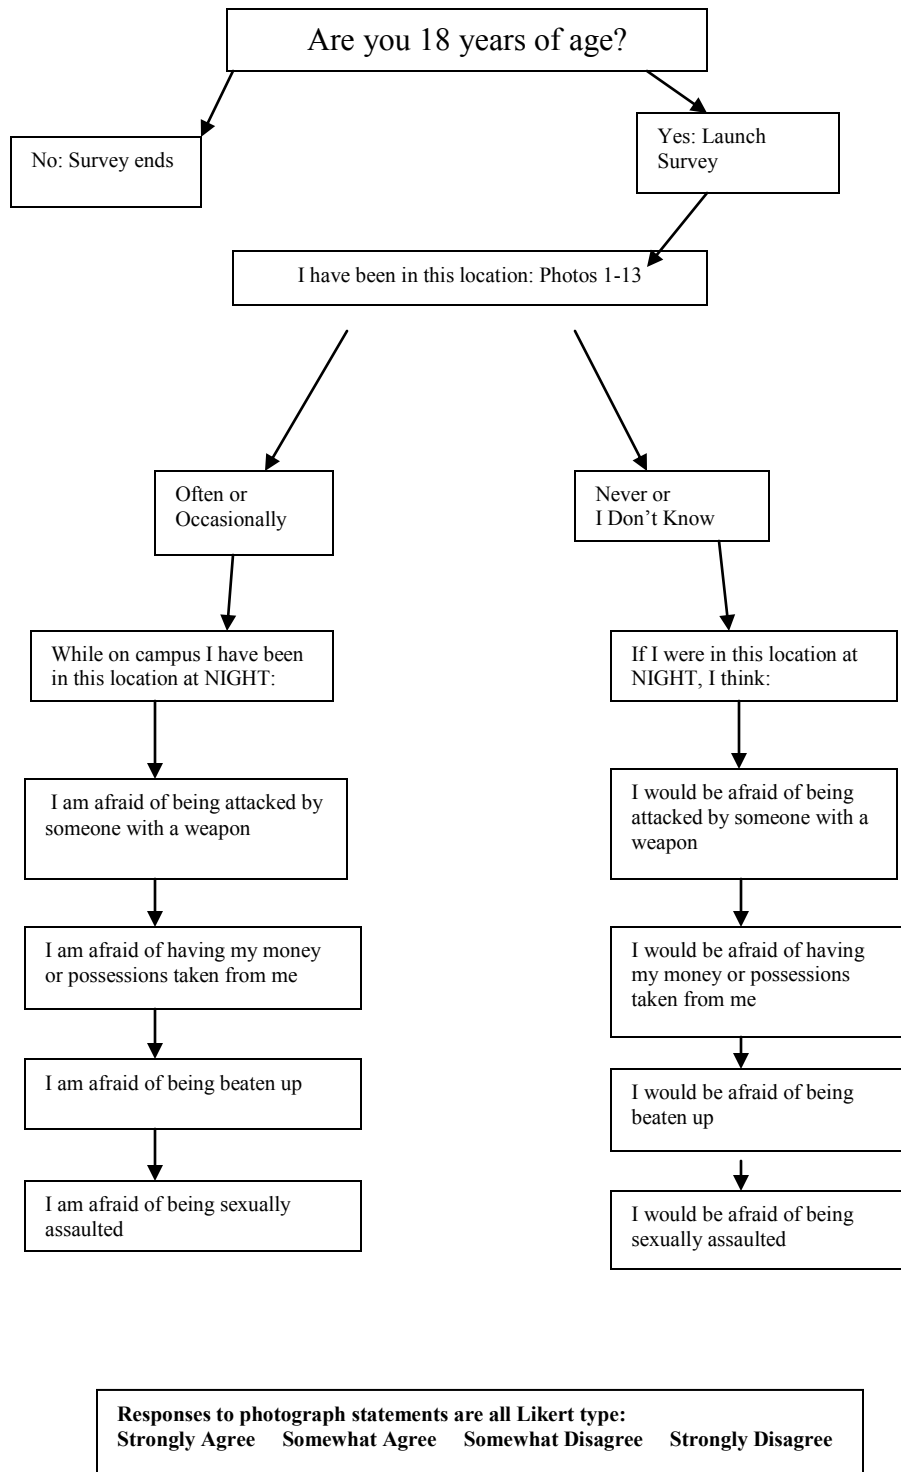 Are you 18 years of age?
No: Survey ends
Yes: Launch
Survey
I have been in this location: Photos 1-13
Often or
Occasionally
Never or
I Don’t Know
While on campus I have been
in this location at NIGHT:
If I were in this location at
NIGHT, I think:
I am afraid of being attacked by
someone with a weapon
I would be afraid of being
attacked by someone with a
weapon
I am afraid of having my money
or possessions taken from me
I would be afraid of having
my money or possessions
taken from me
I am afraid of being beaten up
I would be afraid of being
beaten up
I am afraid of being sexually
assaulted
I would be afraid of being
sexually assaulted
Responses to photograph statements are all Likert type:
Strongly Agree Somewhat Agree Somewhat Disagree Strongly Disagree